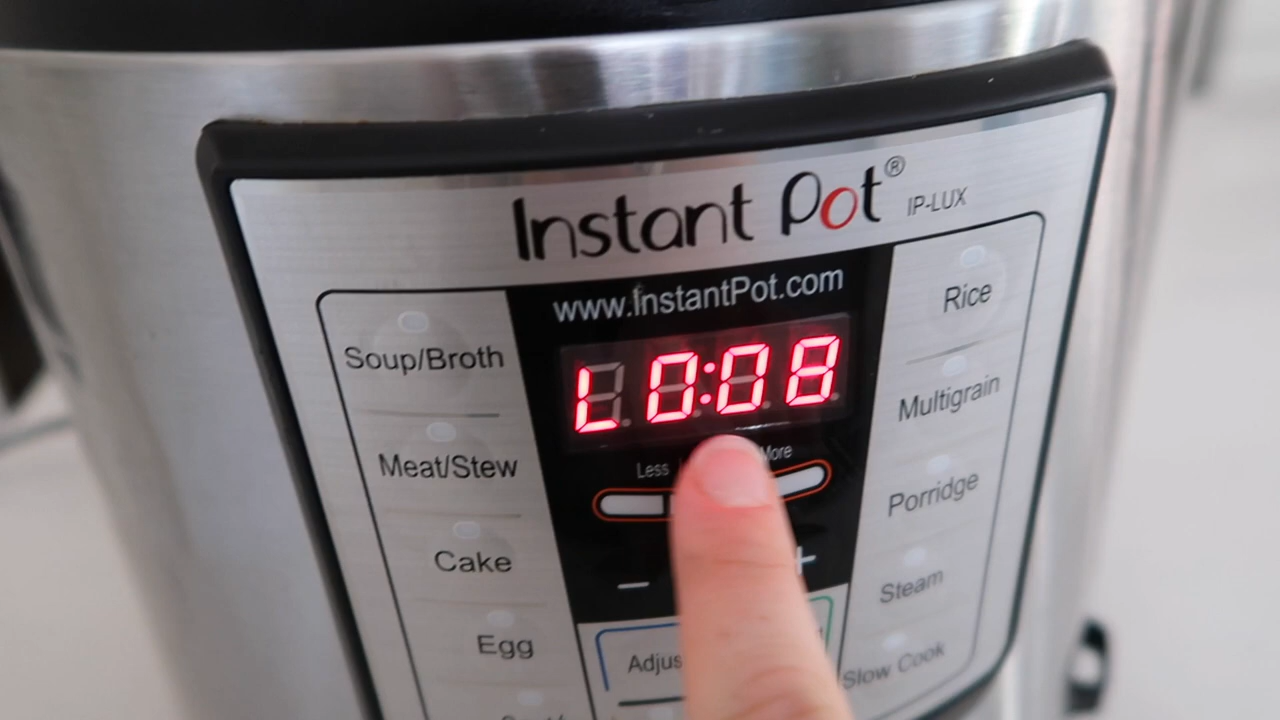 Instant Pot® IP-LUX
www.InstantPot.com
L0:08
Less
More
Soup/Broth
Meat/Stew
Cake
Egg
Rice
Multigrain
Porridge
Steam
Slow Cook
−
+